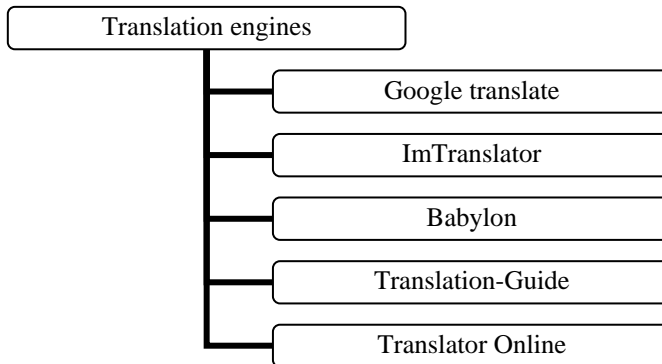 Translation engines
Google translate
ImTranslator
Babylon
Translation-Guide
Translator Online